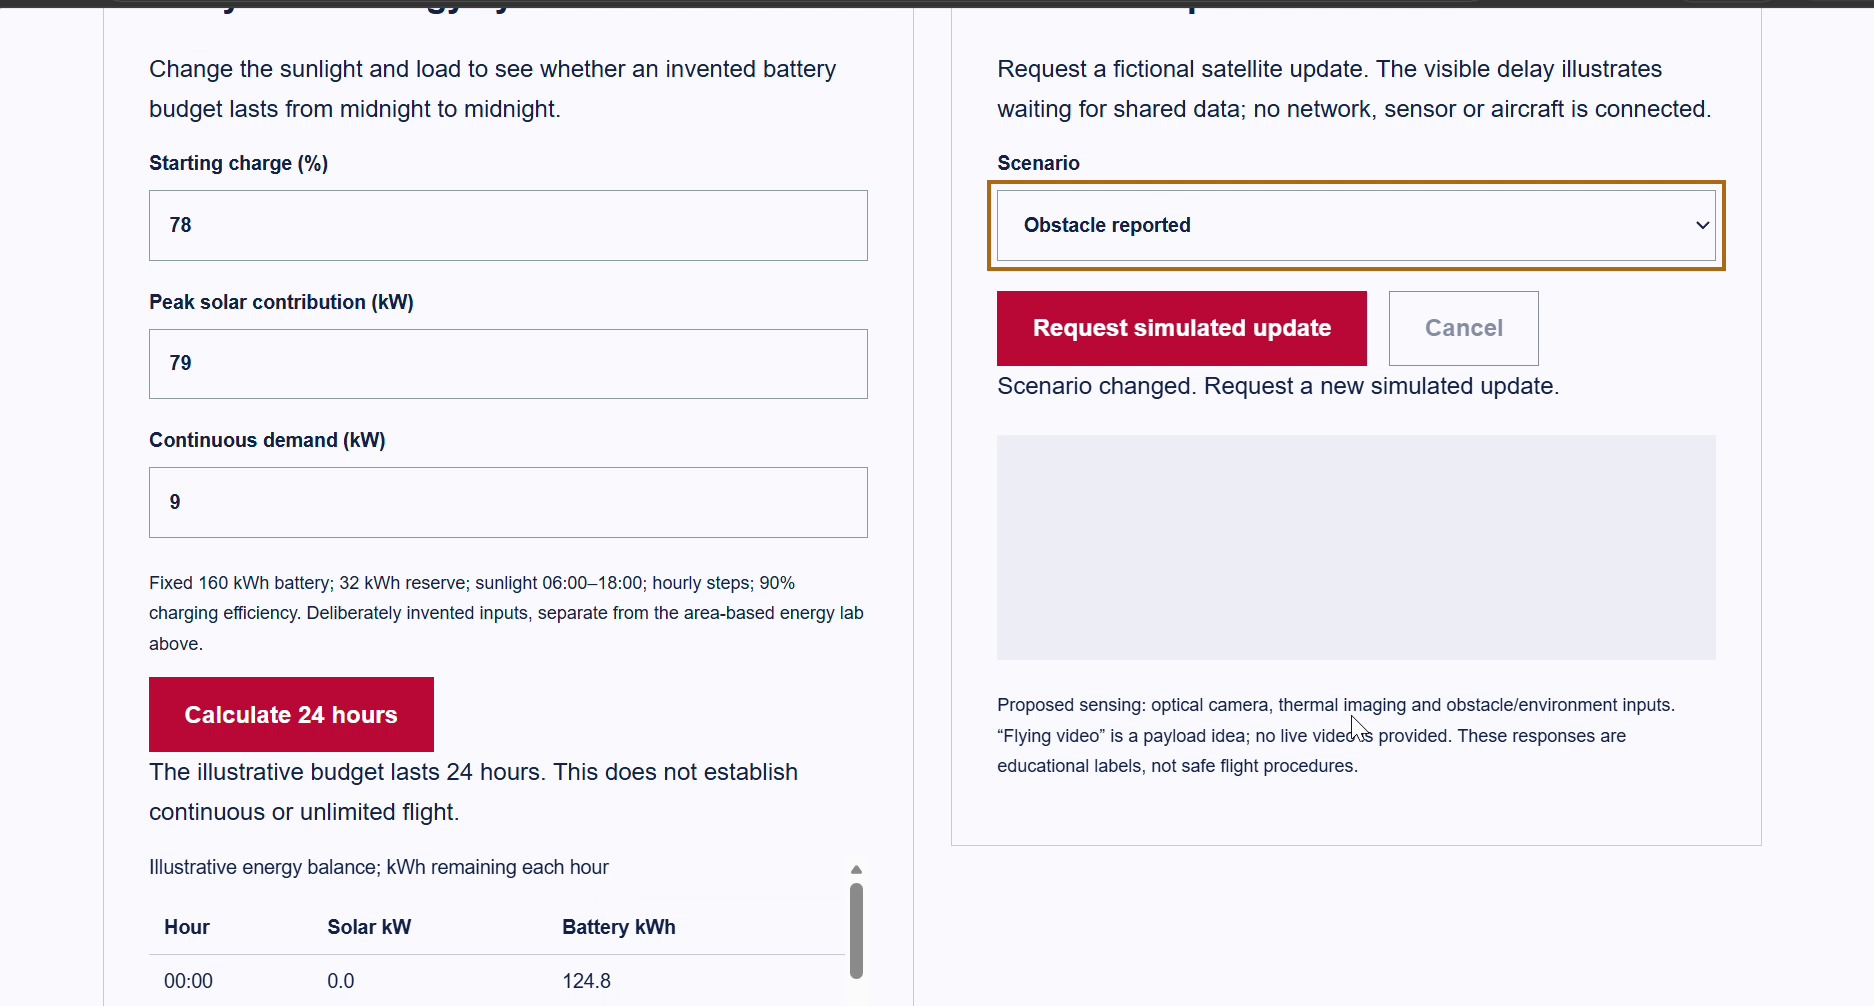 Change the sunlight and load to see whether an invented battery
budget lasts from midnight to midnight.
Starting charge (%)
78
Peak solar contribution (kW)
79
Continuous demand (kW)
9
Fixed 160 kWh battery; 32 kWh reserve; sunlight 06:00–18:00; hourly steps; 90%
charging efficiency. Deliberately invented inputs, separate from the area-based energy lab
above.
Calculate 24 hours
The illustrative budget lasts 24 hours. This does not establish
continuous or unlimited flight.
Illustrative energy balance; kWh remaining each hour
Hour Solar kW Battery kWh
00:00 0.0 124.8
Request a fictional satellite update. The visible delay illustrates
waiting for shared data; no network, sensor or aircraft is connected.
Scenario
Obstacle reported
Request simulated update Cancel
Scenario changed. Request a new simulated update.
Proposed sensing: optical camera, thermal imaging and obstacle/environment inputs.
“Flying video” is a payload idea; no live video is provided. These responses are
educational labels, not safe flight procedures.